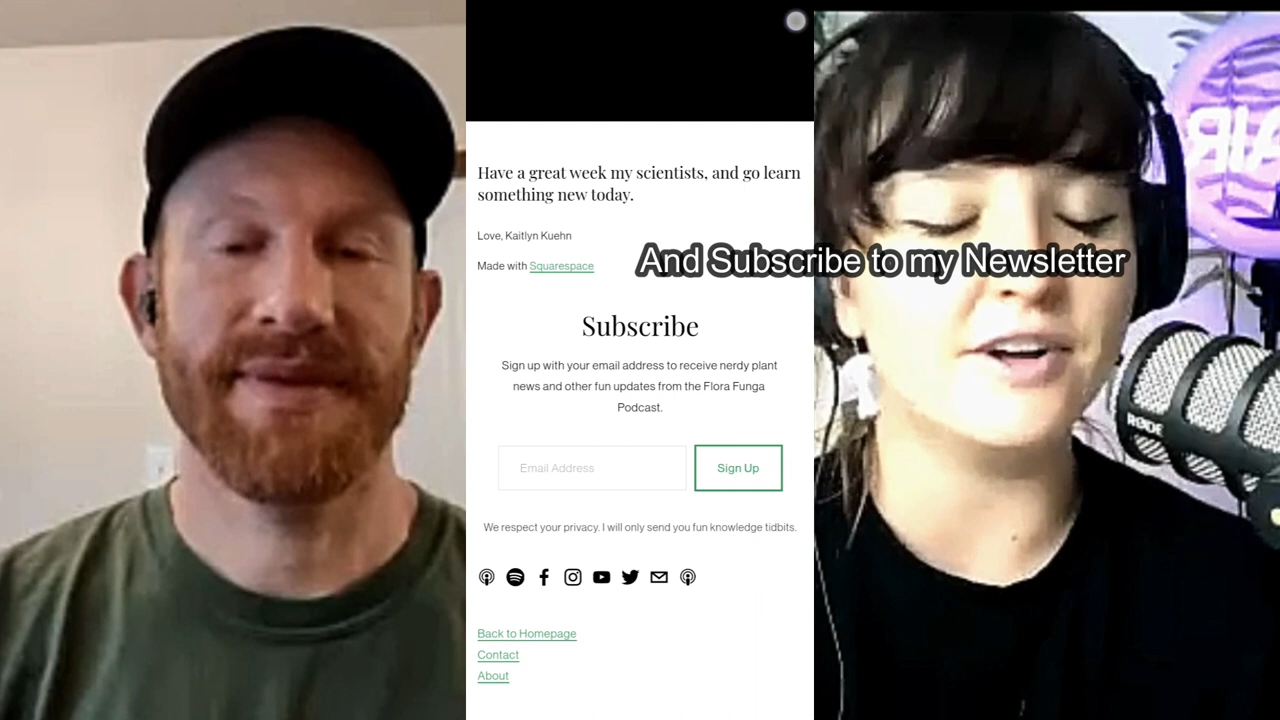 Have a great week my scientists, and go learn
something new today.
Love, Kaitlyn Kuehn
Made with Squarespace
And Subscribe to my Newsletter
Subscribe
Sign up with your email address to receive nerdy plant
news and other fun updates from the Flora Funga
Podcast.
Email Address
Sign Up
We respect your privacy. I will only send you fun knowledge tidbits.
Back to Homepage
Contact
About
RØDE